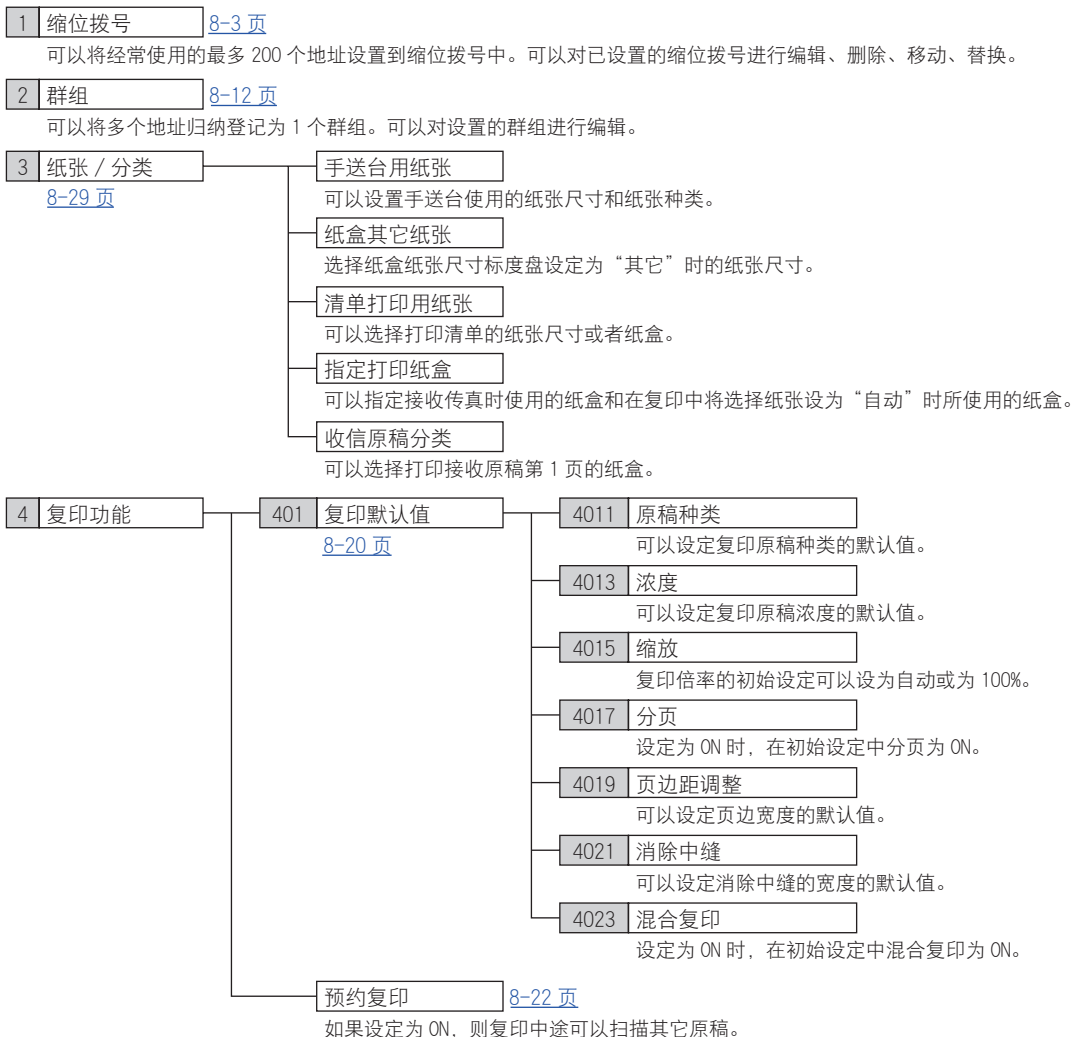 1 缩位拨号 8-3 页
可以将经常使用的最多 200 个地址设置到缩位拨号中。可以对已设置的缩位拨号进行编辑、删除、移动、替换。
2 群组 8-12 页
可以将多个地址归纳登记为 1 个群组。可以对设置的群组进行编辑。
3 纸张 / 分类 手送台用纸张
8-29 页 可以设置手送台使用的纸张尺寸和纸张种类。
纸盒其它纸张
选择纸盒纸张尺寸标度盘设定为“其它”时的纸张尺寸。
清单打印用纸张
可以选择打印清单的纸张尺寸或者纸盒。
指定打印纸盒
可以指定接收传真时使用的纸盒和在复印中将选择纸张设为“自动”时所使用的纸盒。
收信原稿分类
可以选择打印接收原稿第 1 页的纸盒。
4 复印功能 401 复印默认值 4011 原稿种类
8-20 页 可以设定复印原稿种类的默认值。
4013 浓度
可以设定复印原稿浓度的默认值。
4015 缩放
复印倍率的初始设定可以设为自动或为 100%。
4017 分页
设定为 ON 时，在初始设定中分页为 ON。
4019 页边距调整
可以设定页边宽度的默认值。
4021 消除中缝
可以设定消除中缝的宽度的默认值。
4023 混合复印
设定为 ON 时，在初始设定中混合复印为 ON。
预约复印 8-22 页
如果设定为 ON，则复印中途可以扫描其它原稿。